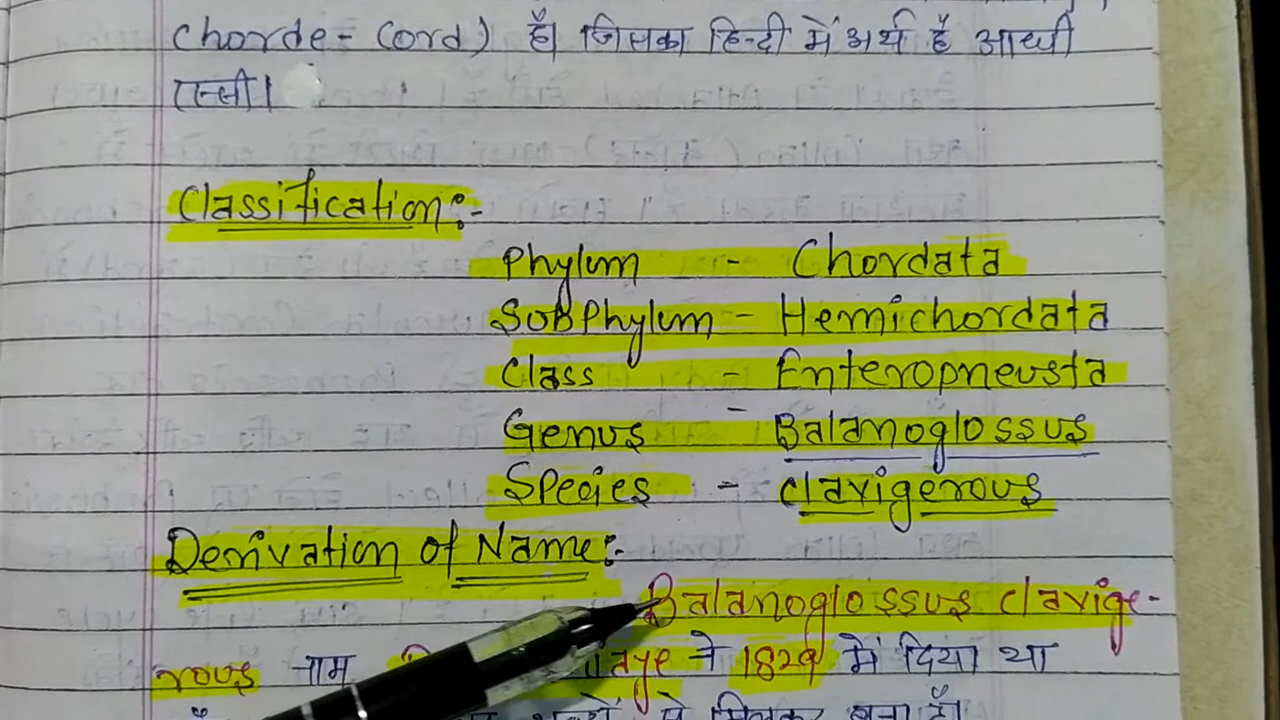 Chorde - Cord) है। जिसका हिन्दी में अर्थ है आधी
रस्सी।
Classification:-
Phylum - Chordata
SubPhylum - Hemichordata
Class - Enteropneusta
Genus - Balanoglossus
Species - clavigerous
Derivation of Name:-
Balanoglossus clavige-
rous नाम ने 1829 में दिया था
से मिलकर बना है।